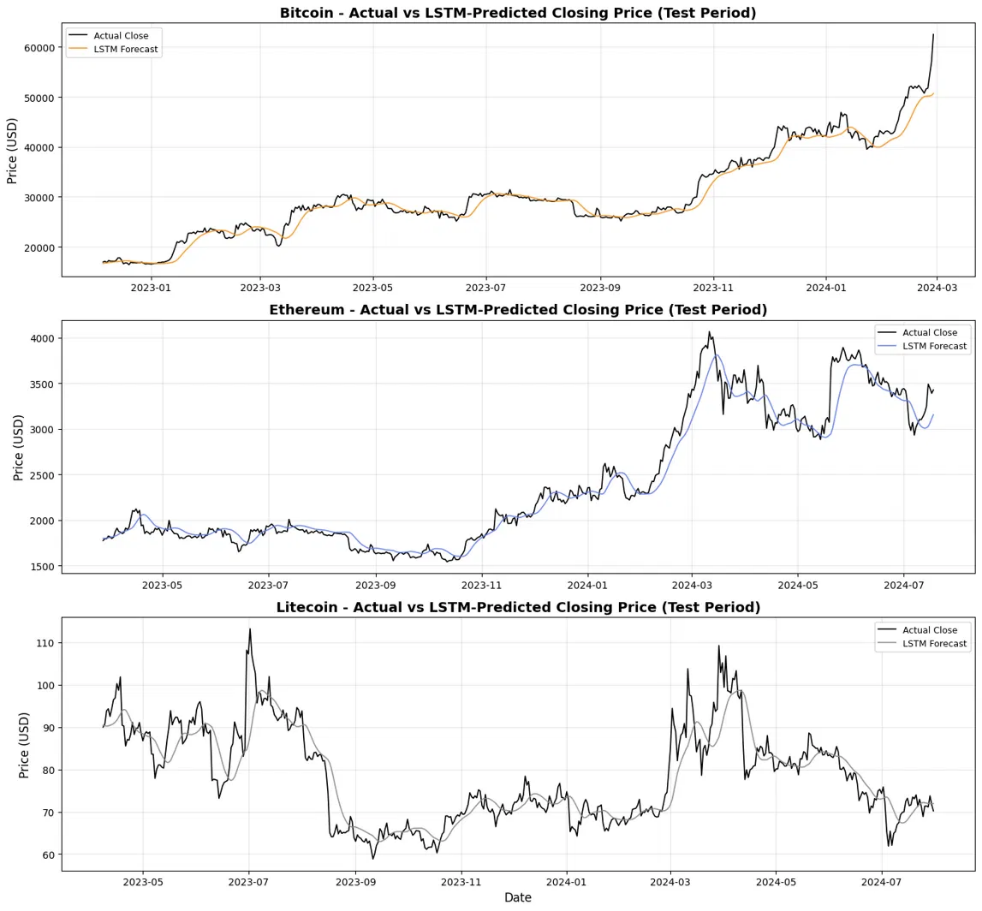 Bitcoin - Actual vs LSTM-Predicted Closing Price (Test Period)
Actual Close
LSTM Forecast
Price (USD)
60000
50000
40000
30000
20000
2023-01 2023-03 2023-05 2023-07 2023-09 2023-11 2024-01 2024-03
Ethereum - Actual vs LSTM-Predicted Closing Price (Test Period)
Actual Close
LSTM Forecast
Price (USD)
4000
3500
3000
2500
2000
1500
2023-05 2023-07 2023-09 2023-11 2024-01 2024-03 2024-05 2024-07
Litecoin - Actual vs LSTM-Predicted Closing Price (Test Period)
Actual Close
LSTM Forecast
Price (USD)
110
100
90
80
70
60
2023-05 2023-07 2023-09 2023-11 2024-01 2024-03 2024-05 2024-07
Date